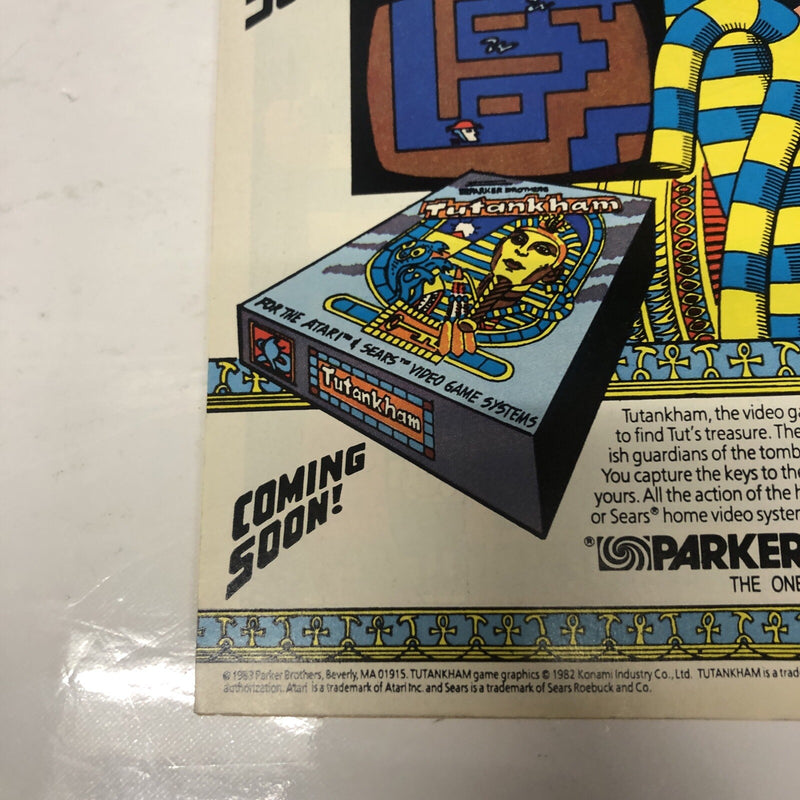 PARKER BROTHERS
Tutankham
FOR THE ATARI™ & SEARS™ VIDEO GAME SYSTEMS
Tutankham
COMING
SOON!
Tutankham, the video
to find Tut's treasure. The
ish guardians of the tomb
You capture the keys to the
yours. All the action of the
or Sears® home video system
® PARKER
THE ONE
© 1983 Parker Brothers, Beverly, MA 01915. TUTANKHAM game graphics © 1982 Konami Industry Co., Ltd. TUTANKHAM is a
authorization. Atari is a trademark of Atari Inc. and Sears is a trademark of Sears Roebuck and Co.